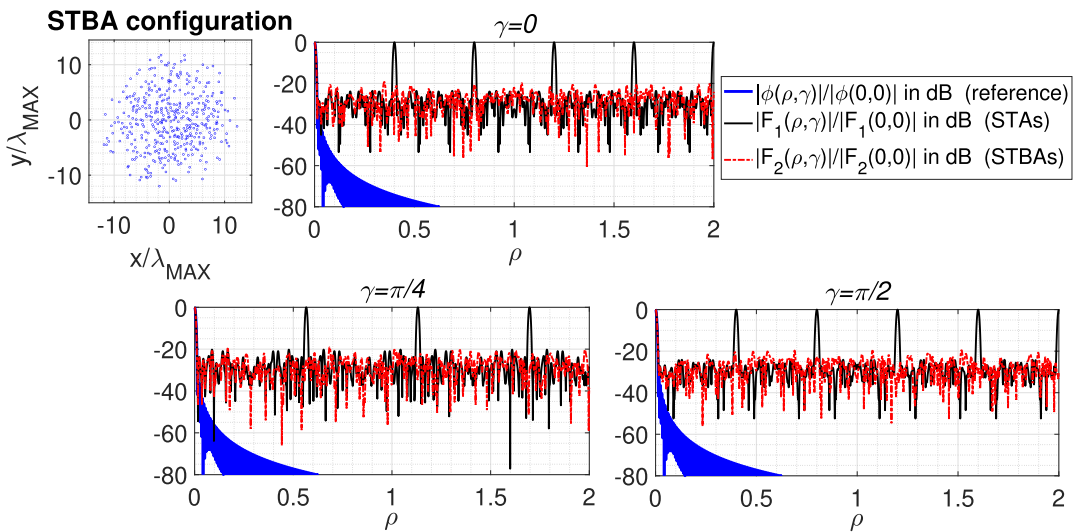 STBA configuration
γ=0
10
0
-10
y/λ_MAX
-10 0 10
x/λ_MAX
0
-20
-40
-60
-80
0 0.5 1 1.5 2
ρ
|ϕ(ρ,γ)|/|ϕ(0,0)| in dB (reference)
|F_1(ρ,γ)|/|F_1(0,0)| in dB (STAs)
|F_2(ρ,γ)|/|F_2(0,0)| in dB (STBAs)
γ=π/4
0
-20
-40
-60
-80
0 0.5 1 1.5 2
ρ
γ=π/2
0
-20
-40
-60
-80
0 0.5 1 1.5 2
ρ